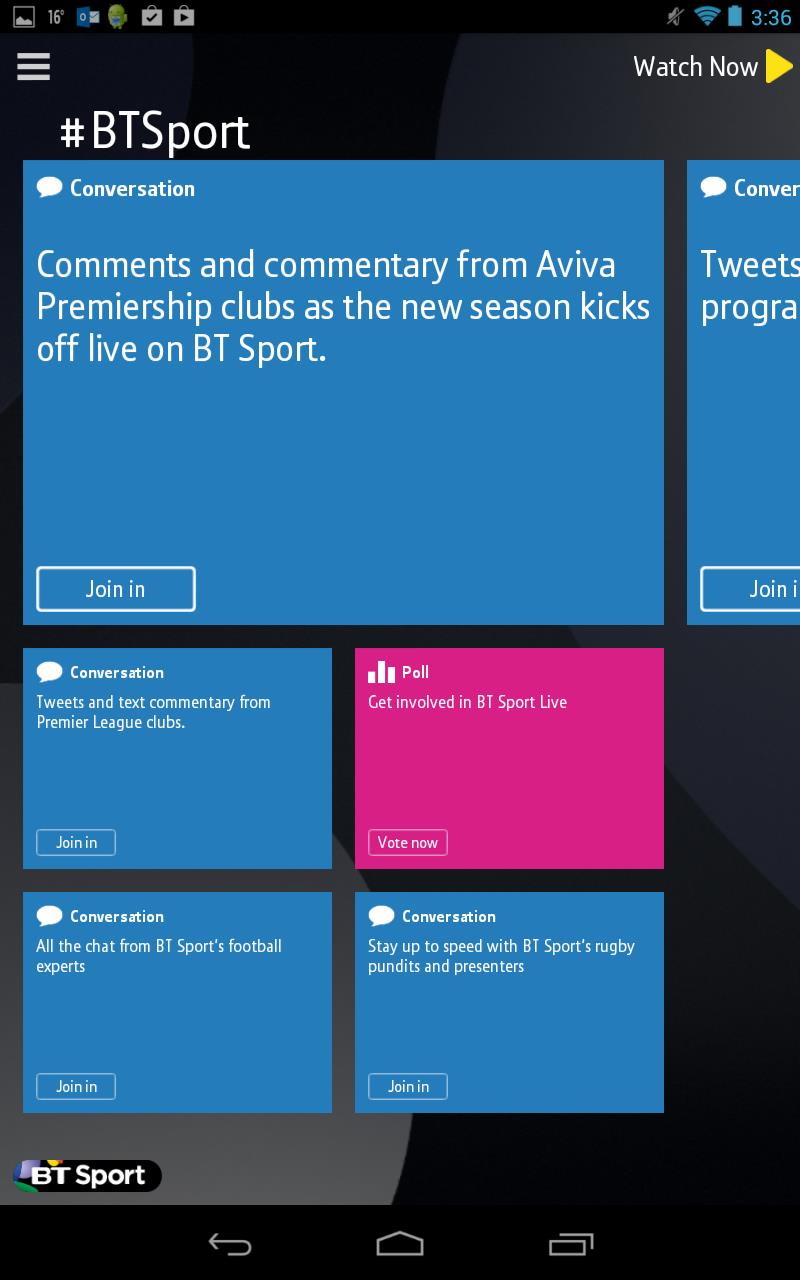 16°
3:36
Watch Now
#BTSport
Conversation
Comments and commentary from Aviva
Premiership clubs as the new season kicks
off live on BT Sport.
Join in
Conver
Tweets
progra
Join i
Conversation
Tweets and text commentary from
Premier League clubs.
Join in
Poll
Get involved in BT Sport Live
Vote now
Conversation
All the chat from BT Sport's football
experts
Join in
Conversation
Stay up to speed with BT Sport's rugby
pundits and presenters
Join in
BT Sport